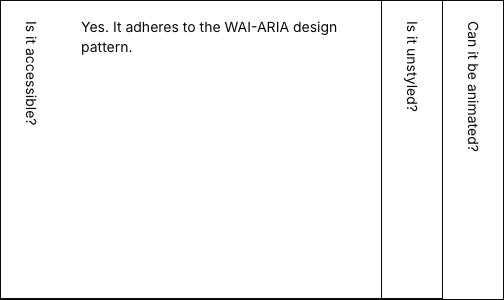 Is it accessible?
Yes. It adheres to the WAI-ARIA design
pattern.
Is it unstyled?
Can it be animated?